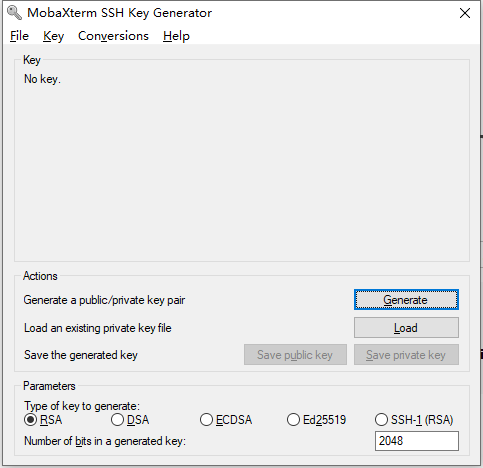 MobaXterm SSH Key Generator
File Key Conversions Help
Key
No key.
Actions
Generate a public/private key pair
Generate
Load an existing private key file
Load
Save the generated key
Save public key
Save private key
Parameters
Type of key to generate:
RSA DSA ECDSA Ed25519 SSH-1 (RSA)
Number of bits in a generated key:
2048